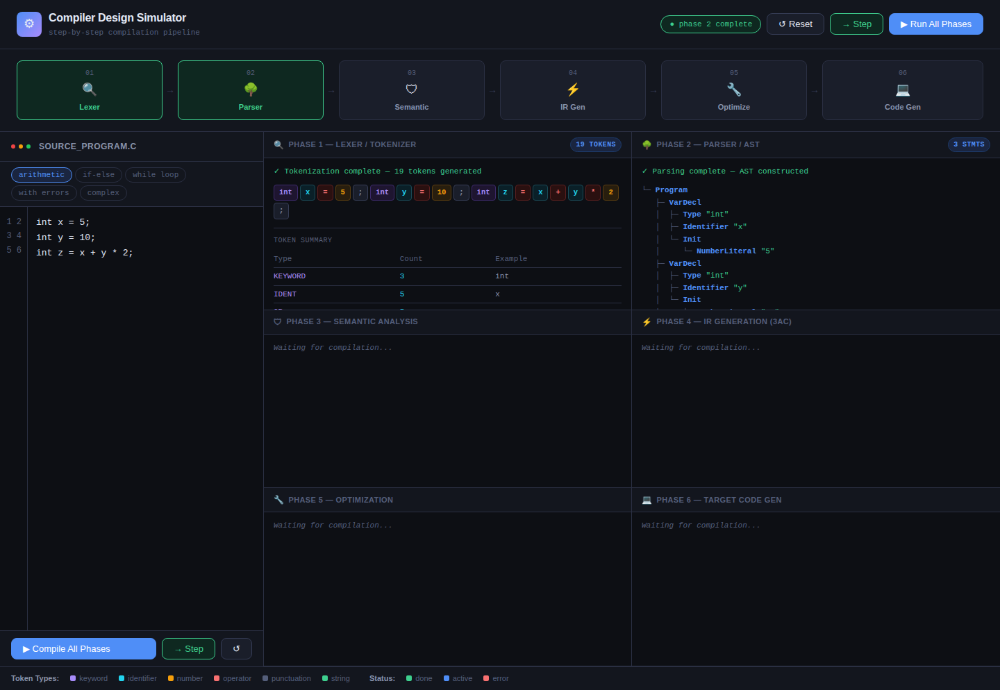 ⚙ Compiler Design Simulator
step-by-step compilation pipeline
● phase 2 complete
↺ Reset
→ Step
▶ Run All Phases
01
Lexer
→
02
Parser
→
03
Semantic
→
04
IR Gen
→
05
Optimize
→
06
Code Gen
SOURCE_PROGRAM.C
arithmetic if-else while loop
with errors complex
1 2
3 4
5 6
int x = 5;
int y = 10;
int z = x + y * 2;
▶ Compile All Phases
→ Step
↺
PHASE 1 — LEXER / TOKENIZER
19 TOKENS
✓ Tokenization complete — 19 tokens generated
int x = 5 ; int y = 10 ; int z = x + y * 2
;
TOKEN SUMMARY
Type Count Example
KEYWORD 3 int
IDENT 5 x
PHASE 2 — PARSER / AST
3 STMTS
✓ Parsing complete — AST constructed
└─ Program
├─ VarDecl
│ ├─ Type "int"
│ ├─ Identifier "x"
│ └─ Init
│ └─ NumberLiteral "5"
├─ VarDecl
│ ├─ Type "int"
│ ├─ Identifier "y"
│ └─ Init
PHASE 3 — SEMANTIC ANALYSIS
Waiting for compilation...
PHASE 4 — IR GENERATION (3AC)
Waiting for compilation...
PHASE 5 — OPTIMIZATION
Waiting for compilation...
PHASE 6 — TARGET CODE GEN
Waiting for compilation...
Token Types: keyword identifier number operator punctuation string Status: done active error